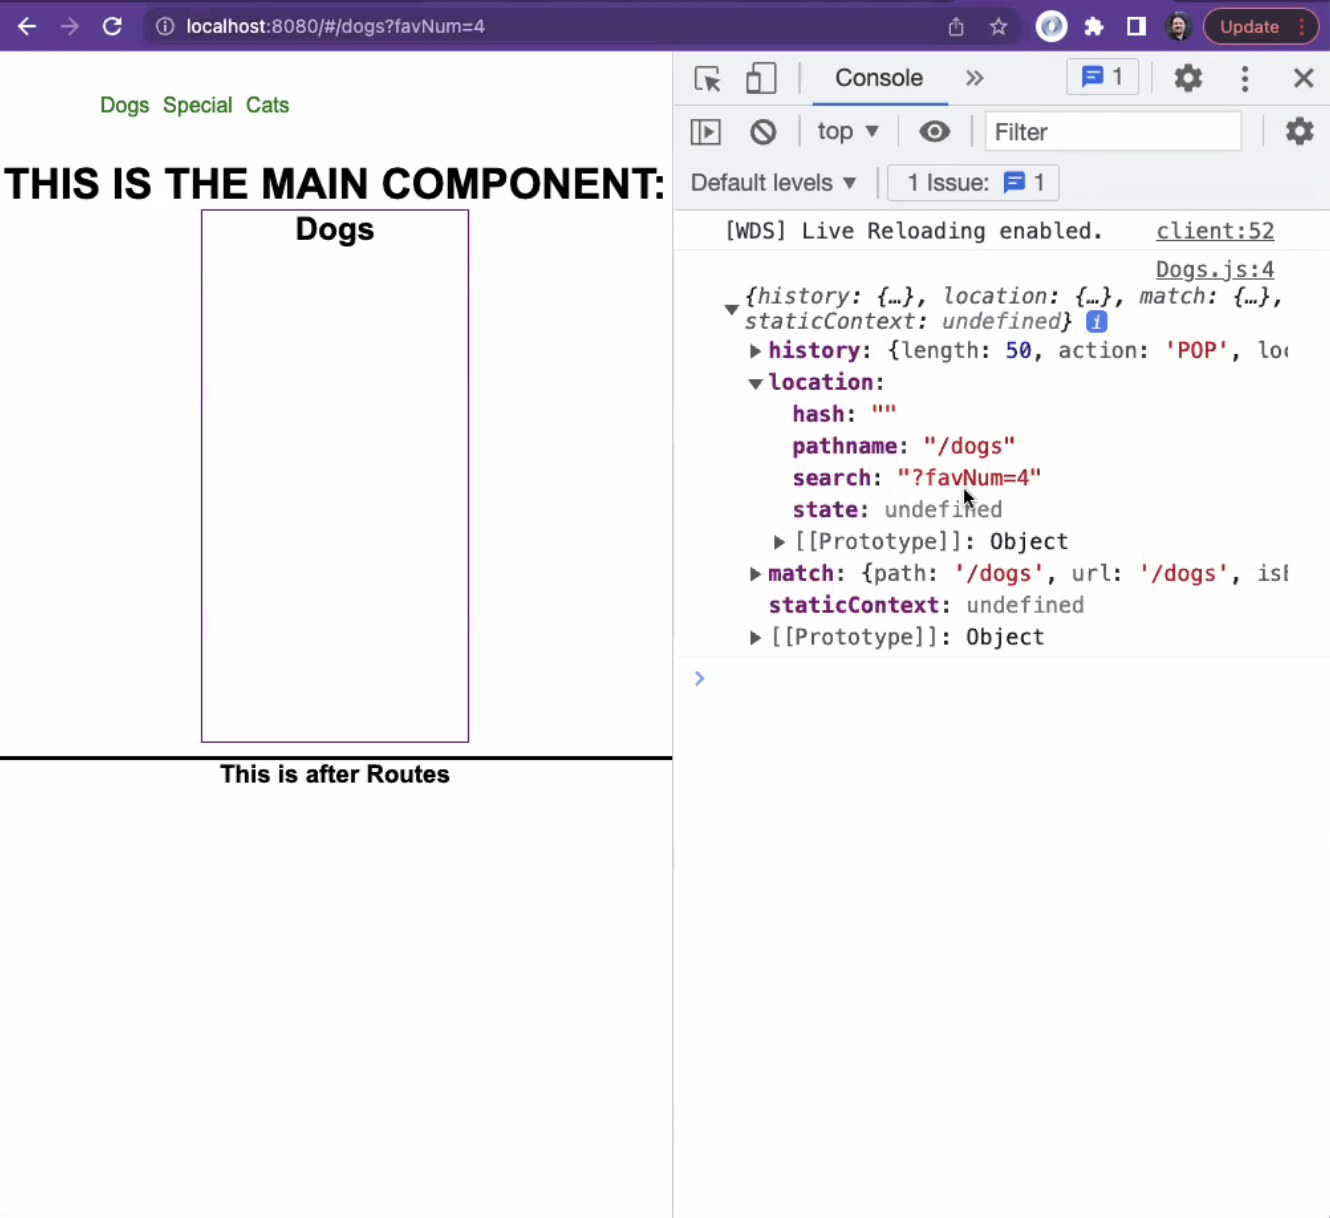 localhost:8080/#/dogs?favNum=4
Update
Dogs Special Cats
THIS IS THE MAIN COMPONENT:
Dogs
This is after Routes
Console
1
top
Filter
Default levels
1 Issue: 1
[WDS] Live Reloading enabled. client:52
Dogs.js:4
{history: {…}, location: {…}, match: {…},
staticContext: undefined} i
history: {length: 50, action: 'POP', loc
location:
hash: ""
pathname: "/dogs"
search: "?favNum=4"
state: undefined
[[Prototype]]: Object
match: {path: '/dogs', url: '/dogs', isE
staticContext: undefined
[[Prototype]]: Object